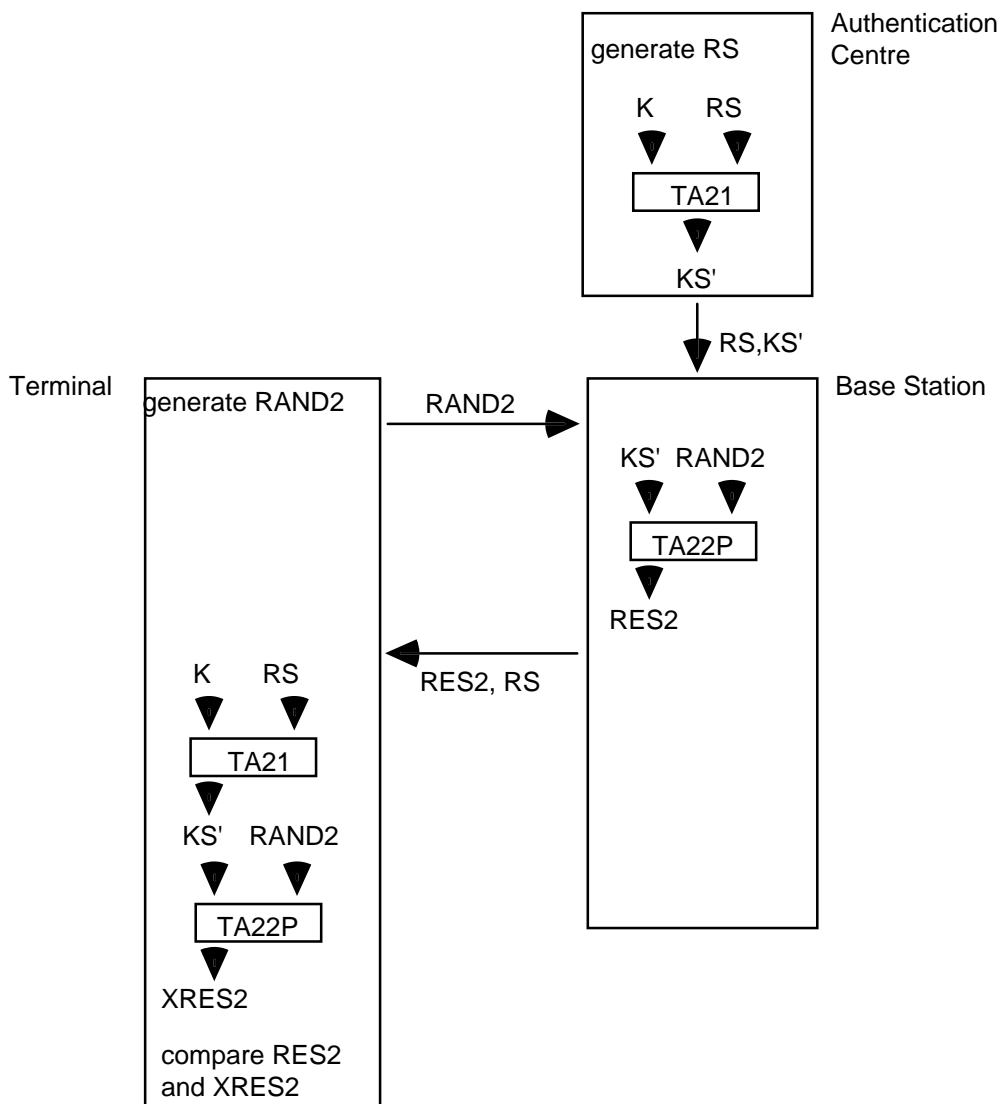 Authentication
Centre
generate RS
K RS
TA21
KS'
RS,KS'
Terminal
Base Station
generate RAND2
RAND2
KS' RAND2
TA22P
RES2
RES2, RS
K RS
TA21
KS' RAND2
TA22P
XRES2
compare RES2
and XRES2